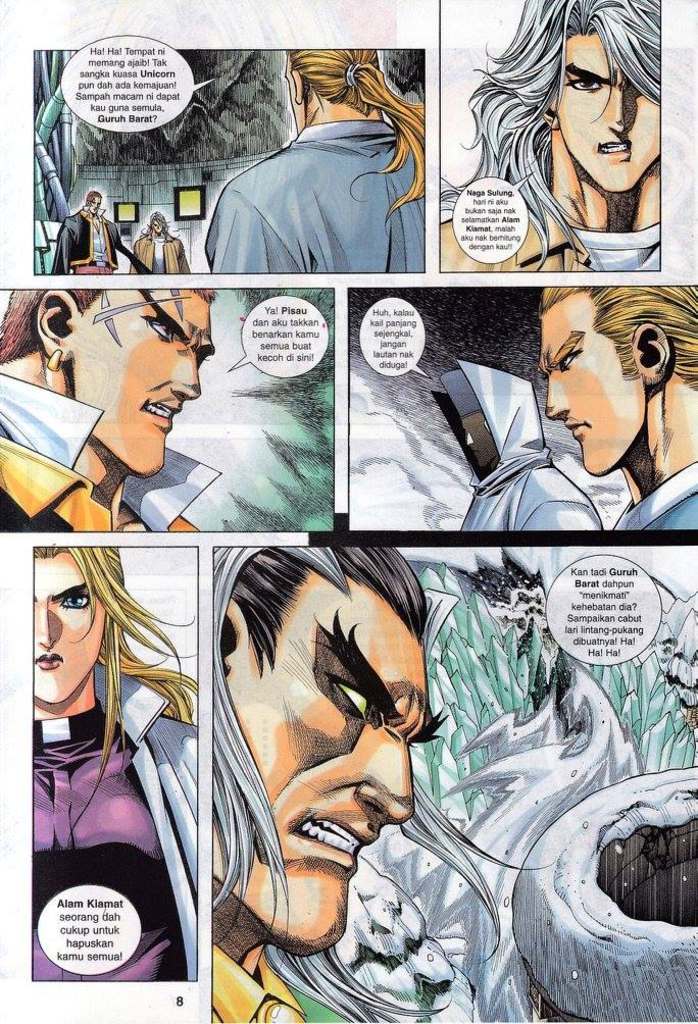 Ha! Ha! Tempat ni
memang ajaib! Tak
sangka kuasa Unicorn
pun dah ada kemajuan!
Sampah macam ni dapat
kau guna semula,
Guruh Barat?
Naga Sulung,
hari ni aku
bukan saja nak
selamatkan Alam
Kiamat, malah
aku nak berhitung
dengan kau!!
Ya! Pisau
dan aku takkan
benarkan kamu
semua buat
kecoh di sini!
Huh, kalau
kail panjang
sejengkal,
jangan
lautan nak
diduga!
Alam Kiamat
seorang dah
cukup untuk
hapuskan
kamu semua!
Kan tadi Guruh
Barat dahpun
"menikmati"
kehebatan dia?
Sampaikan cabut
lari lintang-pukang
dibuatnya! Ha!
Ha! Ha!
8